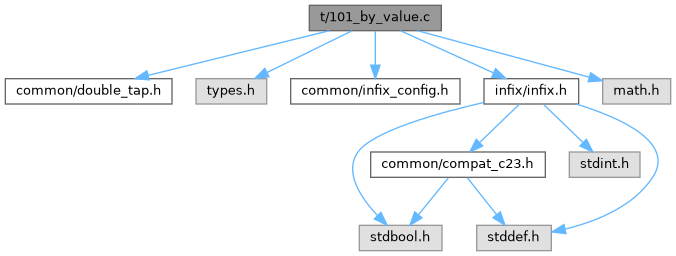 t/101_by_value.c
common/double_tap.h
types.h
common/infix_config.h
infix/infix.h
math.h
common/compat_c23.h
stdint.h
stdbool.h
stddef.h